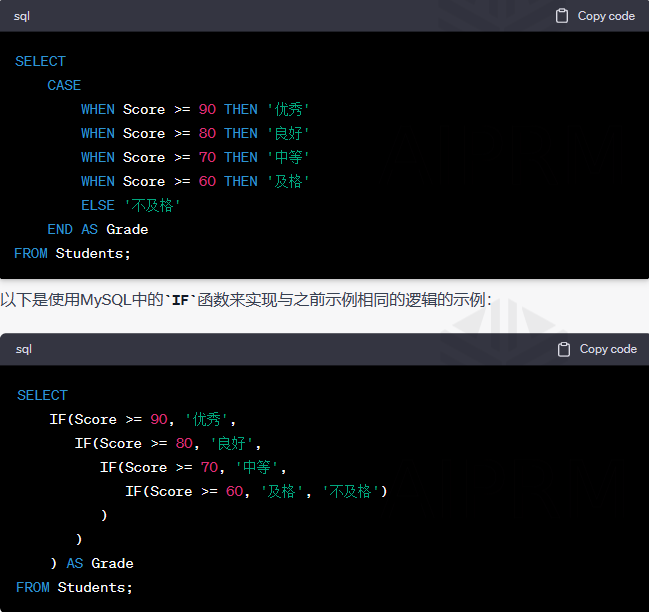 sql Copy code
SELECT
CASE
WHEN Score >= 90 THEN '优秀'
WHEN Score >= 80 THEN '良好'
WHEN Score >= 70 THEN '中等'
WHEN Score >= 60 THEN '及格'
ELSE '不及格'
END AS Grade
FROM Students;
以下是使用MySQL中的`IF`函数来实现与之前示例相同的逻辑的示例：
sql Copy code
SELECT
IF(Score >= 90, '优秀',
IF(Score >= 80, '良好',
IF(Score >= 70, '中等',
IF(Score >= 60, '及格', '不及格')
)
)
) AS Grade
FROM Students;